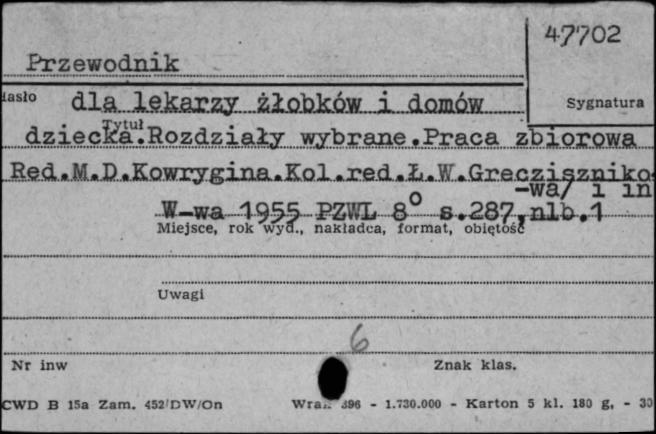 47702
Przewodnik
Hasło dla lekarzy żłobków i domów Sygnatura
Tytuł
dziecka.Rozdziały wybrane.Praca zbiorowa
Red.M.D.Kowrygina.Kol.red.Ł.W.Grecziszniko-
-wa/ i in
W-wa 1955 PZWL 8° s.287,nlb.1
Miejsce, rok wyd., nakładca, format, objętość
Uwagi
6
Nr inw Znak klas.
CWD B 15a Zam. 452/DW/On 396 - 1.730.000 - Karton 5 kl. 180 g. - 30